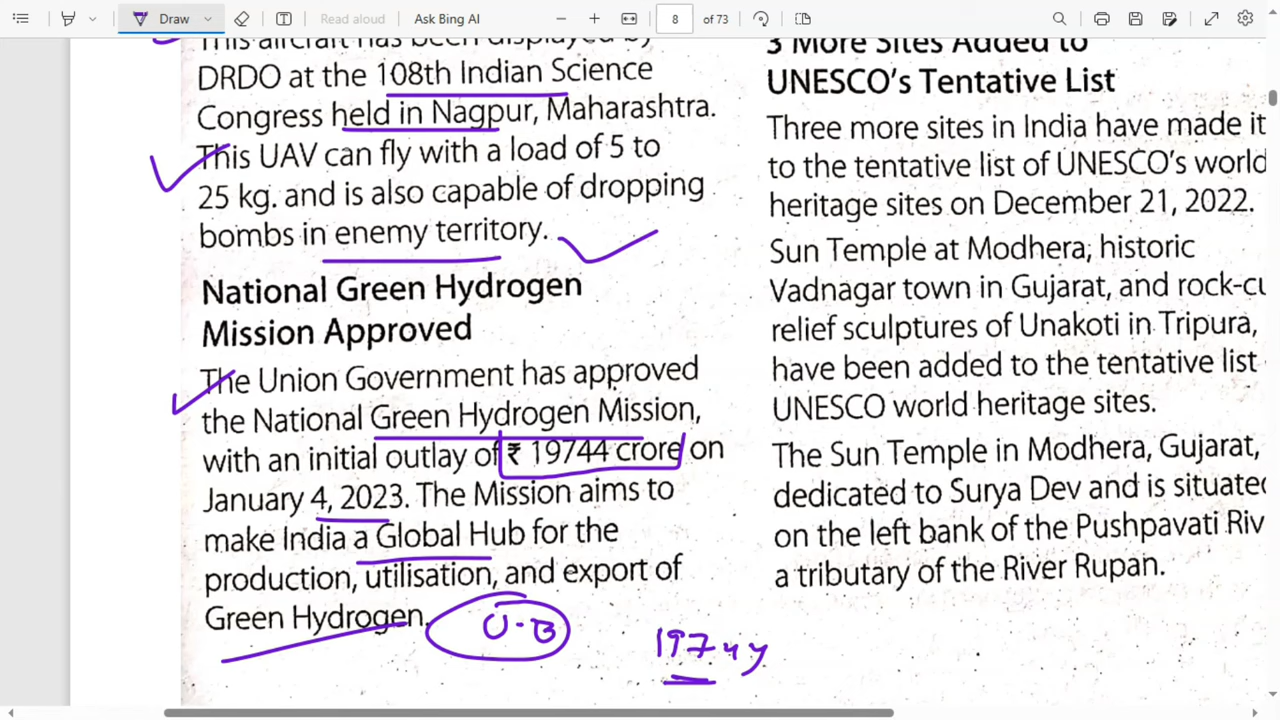 Draw
Read aloud
Ask Bing AI
8
of 73
This aircraft has been displayed by
DRDO at the 108th Indian Science
Congress held in Nagpur, Maharashtra.
This UAV can fly with a load of 5 to
25 kg. and is also capable of dropping
bombs in enemy territory.
National Green Hydrogen
Mission Approved
The Union Government has approved
the National Green Hydrogen Mission,
with an initial outlay of ₹ 19744 crore on
January 4, 2023. The Mission aims to
make India a Global Hub for the
production, utilisation, and export of
Green Hydrogen.
U-B
19744
3 More Sites Added to
UNESCO's Tentative List
Three more sites in India have made it
to the tentative list of UNESCO's world
heritage sites on December 21, 2022.
Sun Temple at Modhera, historic
Vadnagar town in Gujarat, and rock-cu
relief sculptures of Unakoti in Tripura,
have been added to the tentative list
UNESCO world heritage sites.
The Sun Temple in Modhera, Gujarat,
dedicated to Surya Dev and is situated
on the left bank of the Pushpavati Riv
a tributary of the River Rupan.